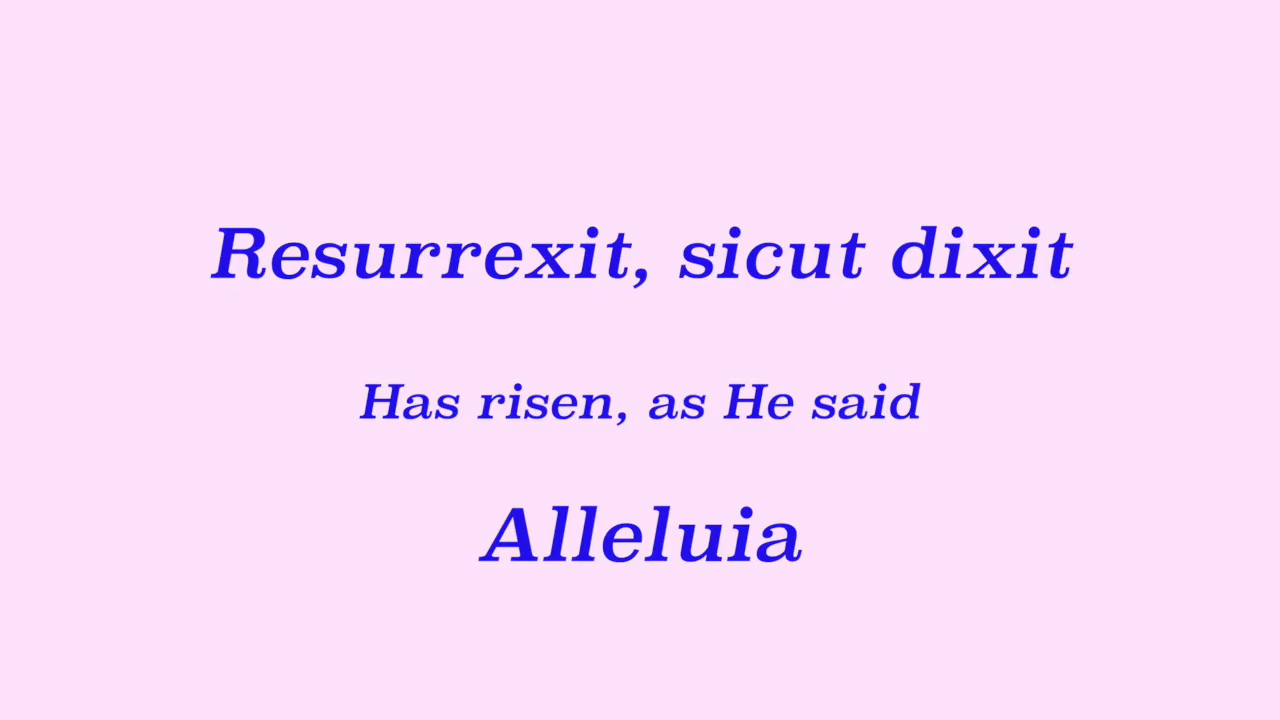 Resurrexit, sicut dixit
Has risen, as He said
Alleluia